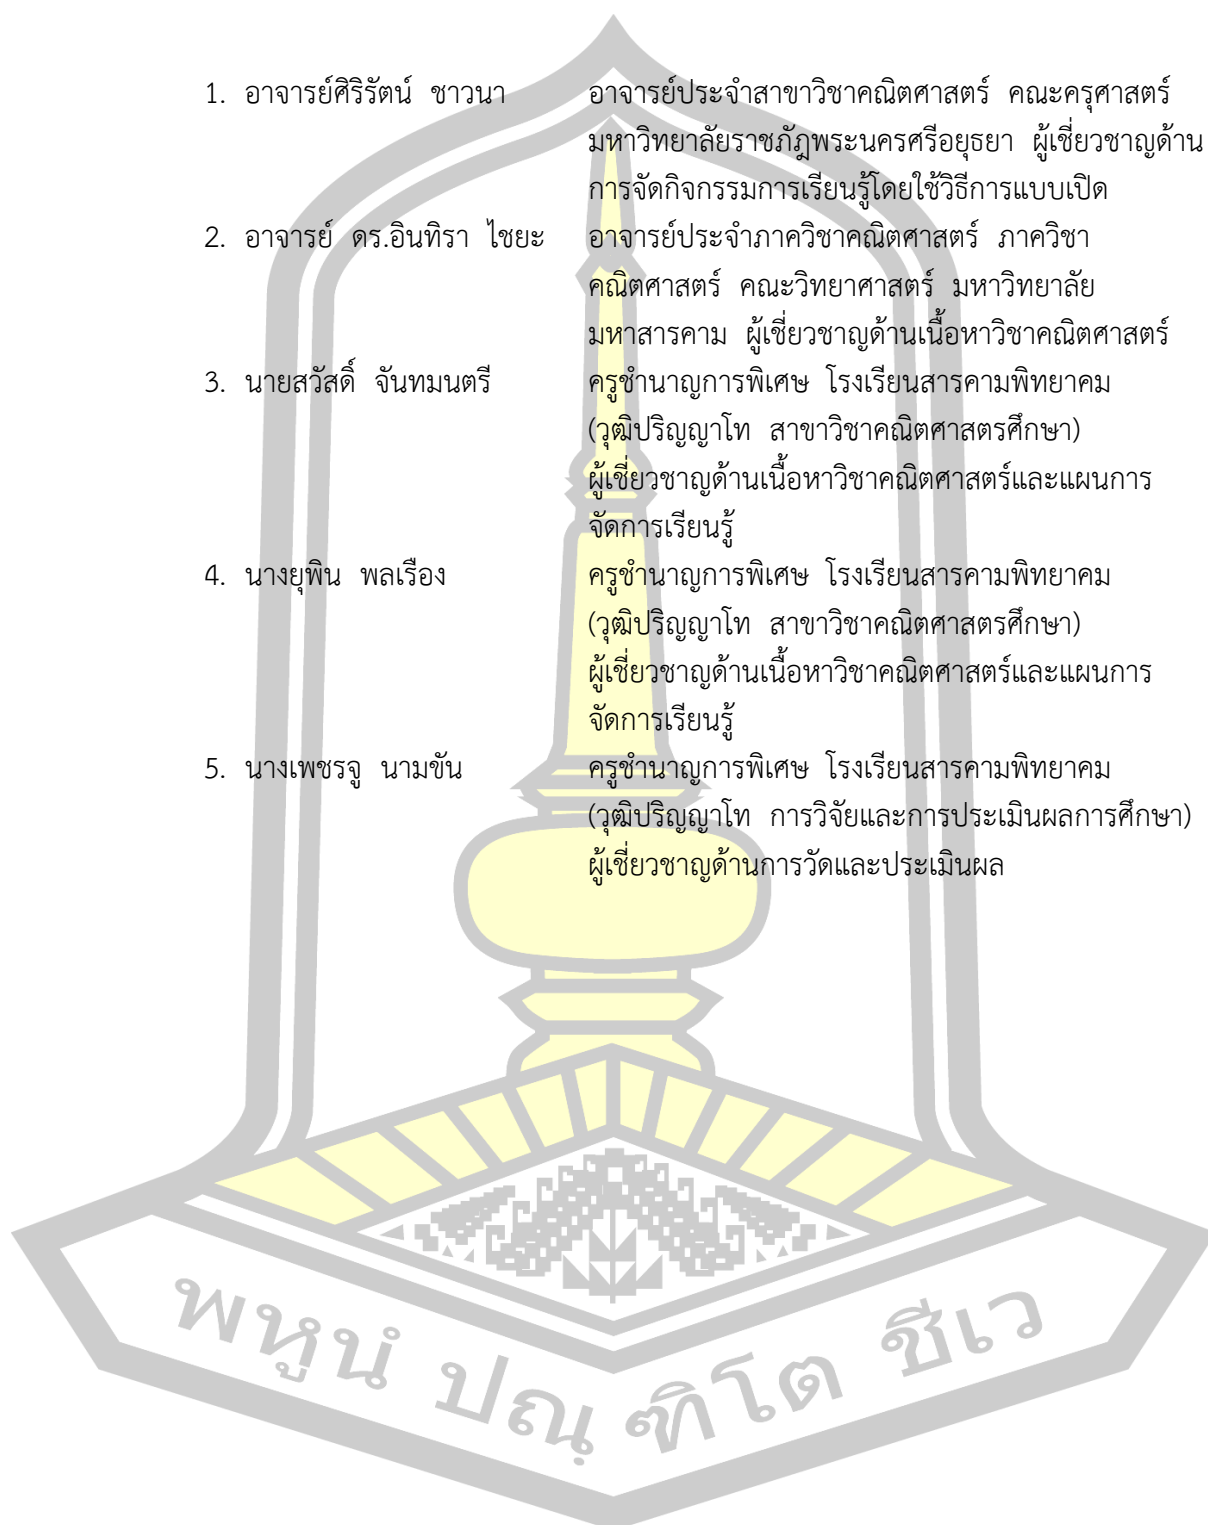 1. อาจารย์ศิริรัตน์ ชาวนา อาจารย์ประจำสาขาวิชาคณิตศาสตร์ คณะครุศาสตร์
มหาวิทยาลัยราชภัฎพระนครศรีอยุธยา ผู้เชี่ยวชาญด้าน
การจัดกิจกรรมการเรียนรู้โดยใช้วิธีการแบบเปิด
2. อาจารย์ ดร.อินทิรา ไชยะ อาจารย์ประจำภาควิชาคณิตศาสตร์ ภาควิชา
คณิตศาสตร์ คณะวิทยาศาสตร์ มหาวิทยาลัย
มหาสารคาม ผู้เชี่ยวชาญด้านเนื้อหาวิชาคณิตศาสตร์
3. นายสวัสดิ์ จันทมนตรี ครูชำนาญการพิเศษ โรงเรียนสารคามพิทยาคม
(วุฒิปริญญาโท สาขาวิชาคณิตศาสตรศึกษา)
ผู้เชี่ยวชาญด้านเนื้อหาวิชาคณิตศาสตร์และแผนการ
จัดการเรียนรู้
4. นางยุพิน พลเรือง ครูชำนาญการพิเศษ โรงเรียนสารคามพิทยาคม
(วุฒิปริญญาโท สาขาวิชาคณิตศาสตรศึกษา)
ผู้เชี่ยวชาญด้านเนื้อหาวิชาคณิตศาสตร์และแผนการ
จัดการเรียนรู้
5. นางเพชรจู นามขัน ครูชำนาญการพิเศษ โรงเรียนสารคามพิทยาคม
(วุฒิปริญญาโท การวิจัยและการประเมินผลการศึกษา)
ผู้เชี่ยวชาญด้านการวัดและประเมินผล
พหูนํ ปณฺ ฑิโต ชีเว